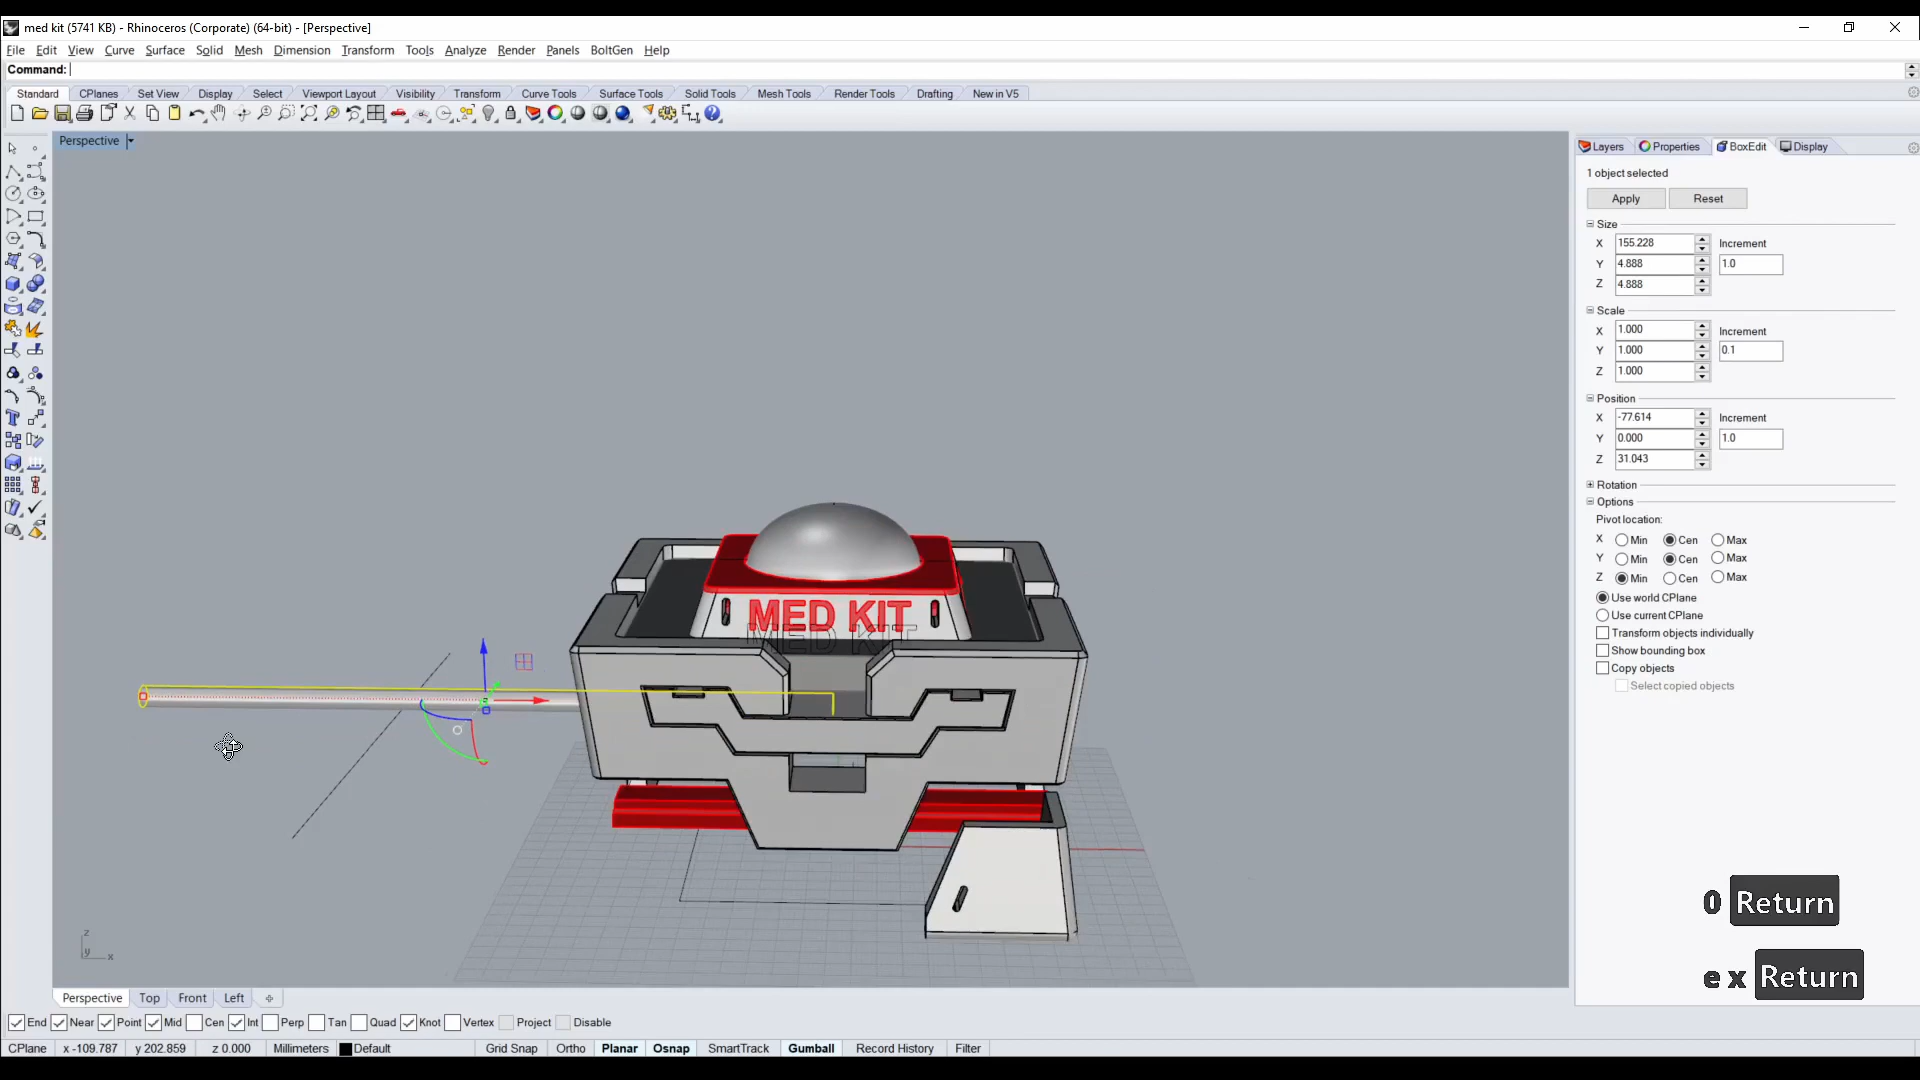 med kit (5741 KB) - Rhinoceros (Corporate) (64-bit) - [Perspective]
File Edit View Curve Surface Solid Mesh Dimension Transform Tools Analyze Render Panels BoltGen Help
Command:
Standard CPlanes Set View Display Select Viewport Layout Visibility Transform Curve Tools Surface Tools Solid Tools Mesh Tools Render Tools Drafting New in V5
Perspective
Layers Properties BoxEdit Display
1 object selected
Apply Reset
Size
X 155.228 Increment
Y 4.888 1.0
Z 4.888
Scale
X 1.000 Increment
Y 1.000 0.1
Z 1.000
Position
X -77.614 Increment
Y 0.000 1.0
Z 31.043
Rotation
Options
Pivot location:
X Min Cen Max
Y Min Cen Max
Z Min Cen Max
Use world CPlane
Use current CPlane
Transform objects individually
Show bounding box
Copy objects
Select copied objects
MED KIT
MED KIT
0 Return
e x Return
z
y x
Perspective Top Front Left
End Near Point Mid Cen Int Perp Tan Quad Knot Vertex Project Disable
CPlane x -109.787 y 202.859 z 0.000 Millimeters Default Grid Snap Ortho Planar Osnap SmartTrack Gumball Record History Filter